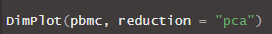 DimPlot(pbmc, reduction = "pca")